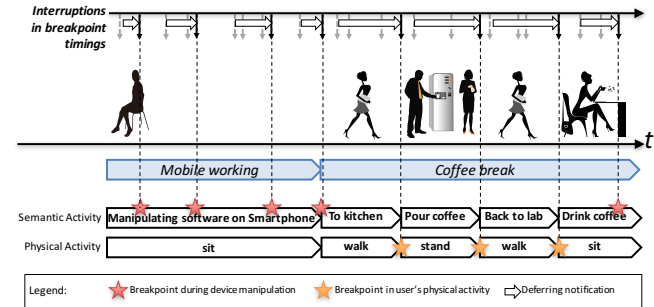 Interruptions
in breakpoint
timings
t
Mobile working
Coffee break
Semantic Activity
Manipulating software on Smartphone
To kitchen
Pour coffee
Back to lab
Drink coffee
Physical Activity
sit
walk
stand
walk
sit
Legend:
Breakpoint during device manipulation
Breakpoint in user's physical activity
Deferring notification